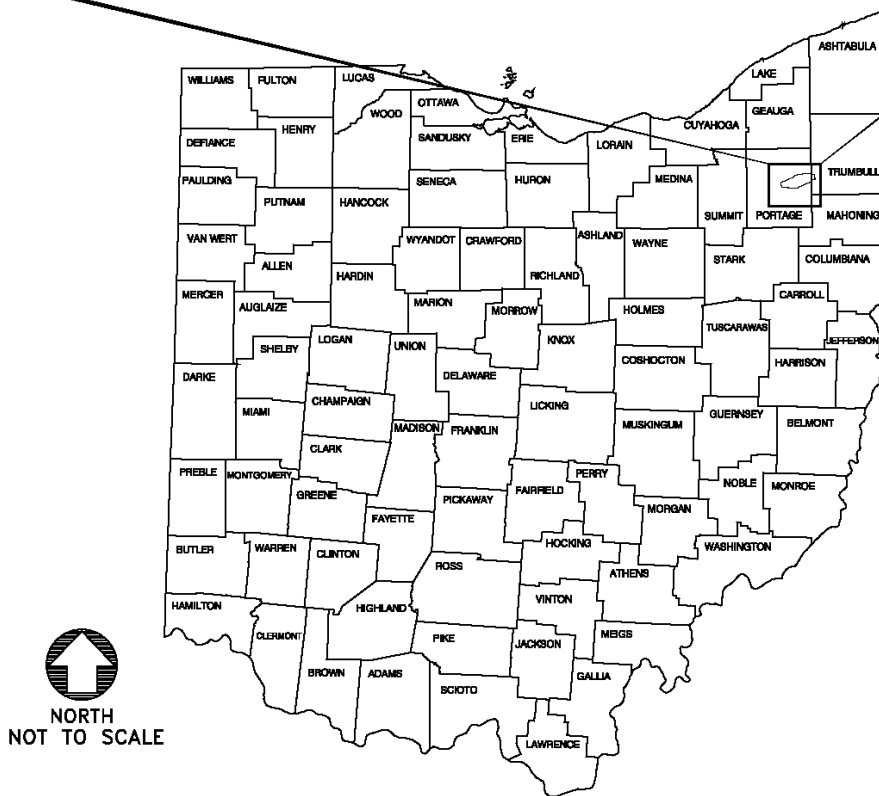 ASHTABULA
LAKE
WILLIAMS
FULTON
LUCAS
OTTAWA
GEAUGA
WOOD
CUYAHOGA
HENRY
SANDUSKY
ERIE
LORAIN
DEFIANCE
TRUMBULL
PAULDING
SENECA
HURON
MEDINA
PUTNAM
HANCOCK
SUMMIT
PORTAGE
MAHONING
VAN WERT
WYANDOT
CRAWFORD
ASHLAND
WAYNE
STARK
COLUMBIANA
ALLEN
HARDIN
RICHLAND
MERCER
CARROLL
AUGLAIZE
MARION
MORROW
HOLMES
TUSCARAWAS
LOGAN
UNION
KNOX
JEFFERSON
SHELBY
COSHOCTON
HARRISON
DARKE
DELAWARE
CHAMPAIGN
LICKING
MIAMI
GUERNSEY
MADISON
FRANKLIN
MUSKINGUM
BELMONT
CLARK
PREBLE
MONTGOMERY
PERRY
NOBLE
MONROE
GREENE
PICKAWAY
FAIRFIELD
MORGAN
FAYETTE
BUTLER
WARREN
CLINTON
HOCKING
WASHINGTON
ROSS
ATHENS
HAMILTON
HIGHLAND
VINTON
CLERMONT
PIKE
JACKSON
MEIGS
BROWN
ADAMS
SCIOTO
GALLIA
NORTH
NOT TO SCALE
LAWRENCE